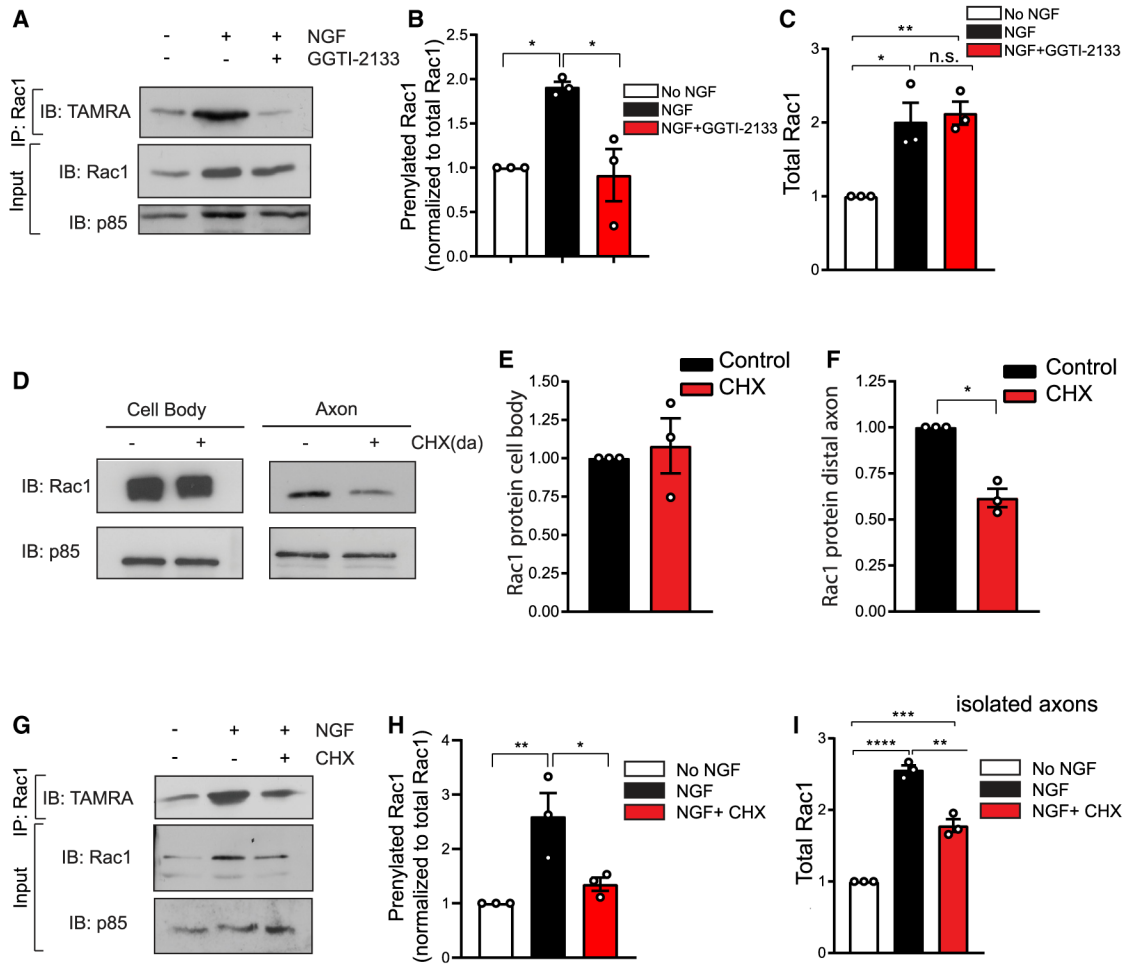 A
- + + NGF
- - + GGTI-2133
IP: Rac1
IB: TAMRA
Input
IB: Rac1
IB: p85
B
Prenylated Rac1
(normalized to total Rac1)
2.5
2.0
1.5
1.0
0.5
0.0
* *
No NGF
NGF
NGF+GGTI-2133
C
Total Rac1
3
2
1
0
**
* n.s.
No NGF
NGF
NGF+GGTI-2133
D
Cell Body Axon
- + - + CHX(da)
IB: Rac1
IB: p85
E
Rac1 protein cell body
1.50
1.25
1.00
0.75
0.50
0.25
0.00
Control
CHX
F
Rac1 protein distal axon
1.25
1.00
0.75
0.50
0.25
0.00
*
Control
CHX
G
- + + NGF
- - + CHX
IP: Rac1
IB: TAMRA
Input
IB: Rac1
IB: p85
H
Prenylated Rac1
(normalized to total Rac1)
4
3
2
1
0
** *
No NGF
NGF
NGF+ CHX
I
isolated axons
Total Rac1
3
2
1
0
***
**** **
No NGF
NGF
NGF+ CHX